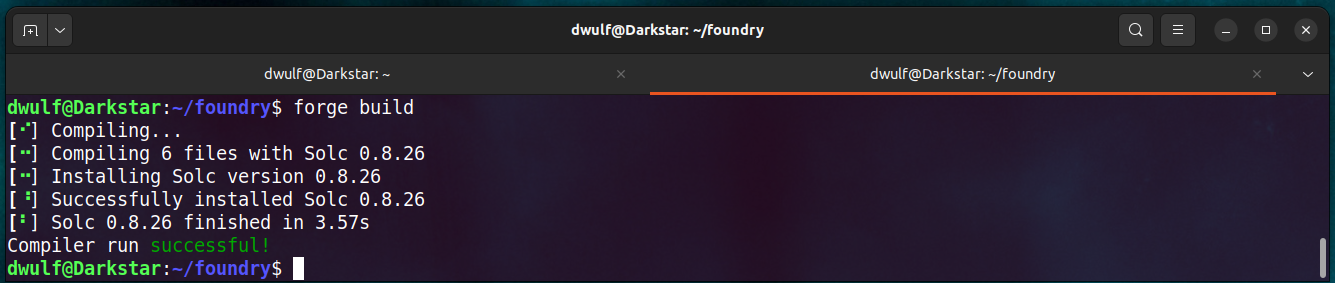 dwulf@Darkstar: ~/foundry
dwulf@Darkstar: ~
dwulf@Darkstar: ~/foundry
dwulf@Darkstar:~/foundry$ forge build
[⠊] Compiling...
[⠒] Compiling 6 files with Solc 0.8.26
[⠒] Installing Solc version 0.8.26
[⠘] Successfully installed Solc 0.8.26
[⠃] Solc 0.8.26 finished in 3.57s
Compiler run successful!
dwulf@Darkstar:~/foundry$